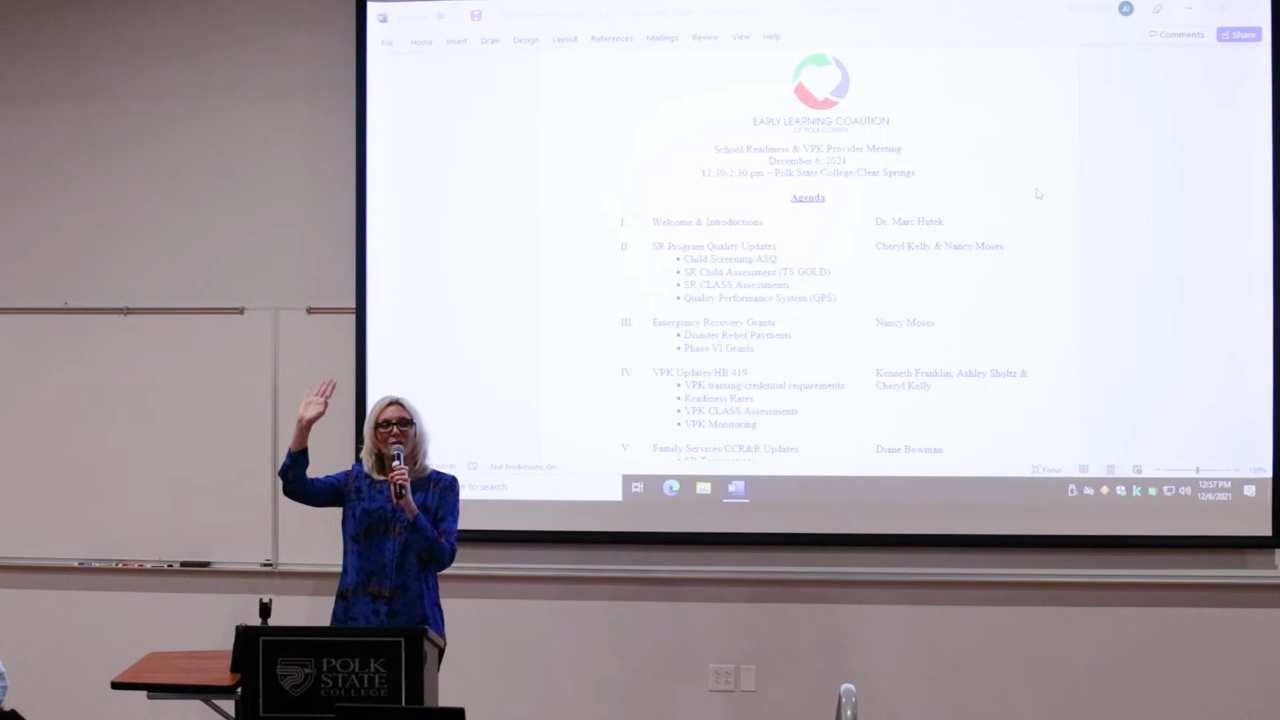 File Home Insert Draw Design Layout References Mailings Review View Help Comments Share
EARLY LEARNING COALITION
OF POLK COUNTY
School Readiness & VPK Provider Meeting
December 6, 2021
12:30-2:30 pm – Polk State College/Clear Springs
Agenda
I. Welcome & Introductions Dr. Marc Hutek
II. SR Program Quality Updates Cheryl Kelly & Nancy Moses
• Child Screening/ASQ
• SR Child Assessment (TS GOLD)
• SR CLASS Assessments
• Quality Performance System (QPS)
III. Emergency Recovery Grants Nancy Moses
• Disaster Relief Payments
• Phase VI Grants
IV. VPK Updates/HB 419 Kenneth Franklin, Ashley Sholtz &
• VPK training/credential requirements Cheryl Kelly
• Readiness Rates
• VPK CLASS Assessments
• VPK Monitoring
V. Family Services/CCR&R Updates Diane Bowman
Text Predictions: On Focus 100%
to search
12:57 PM
12/6/2021
POLK
STATE
COLLEGE